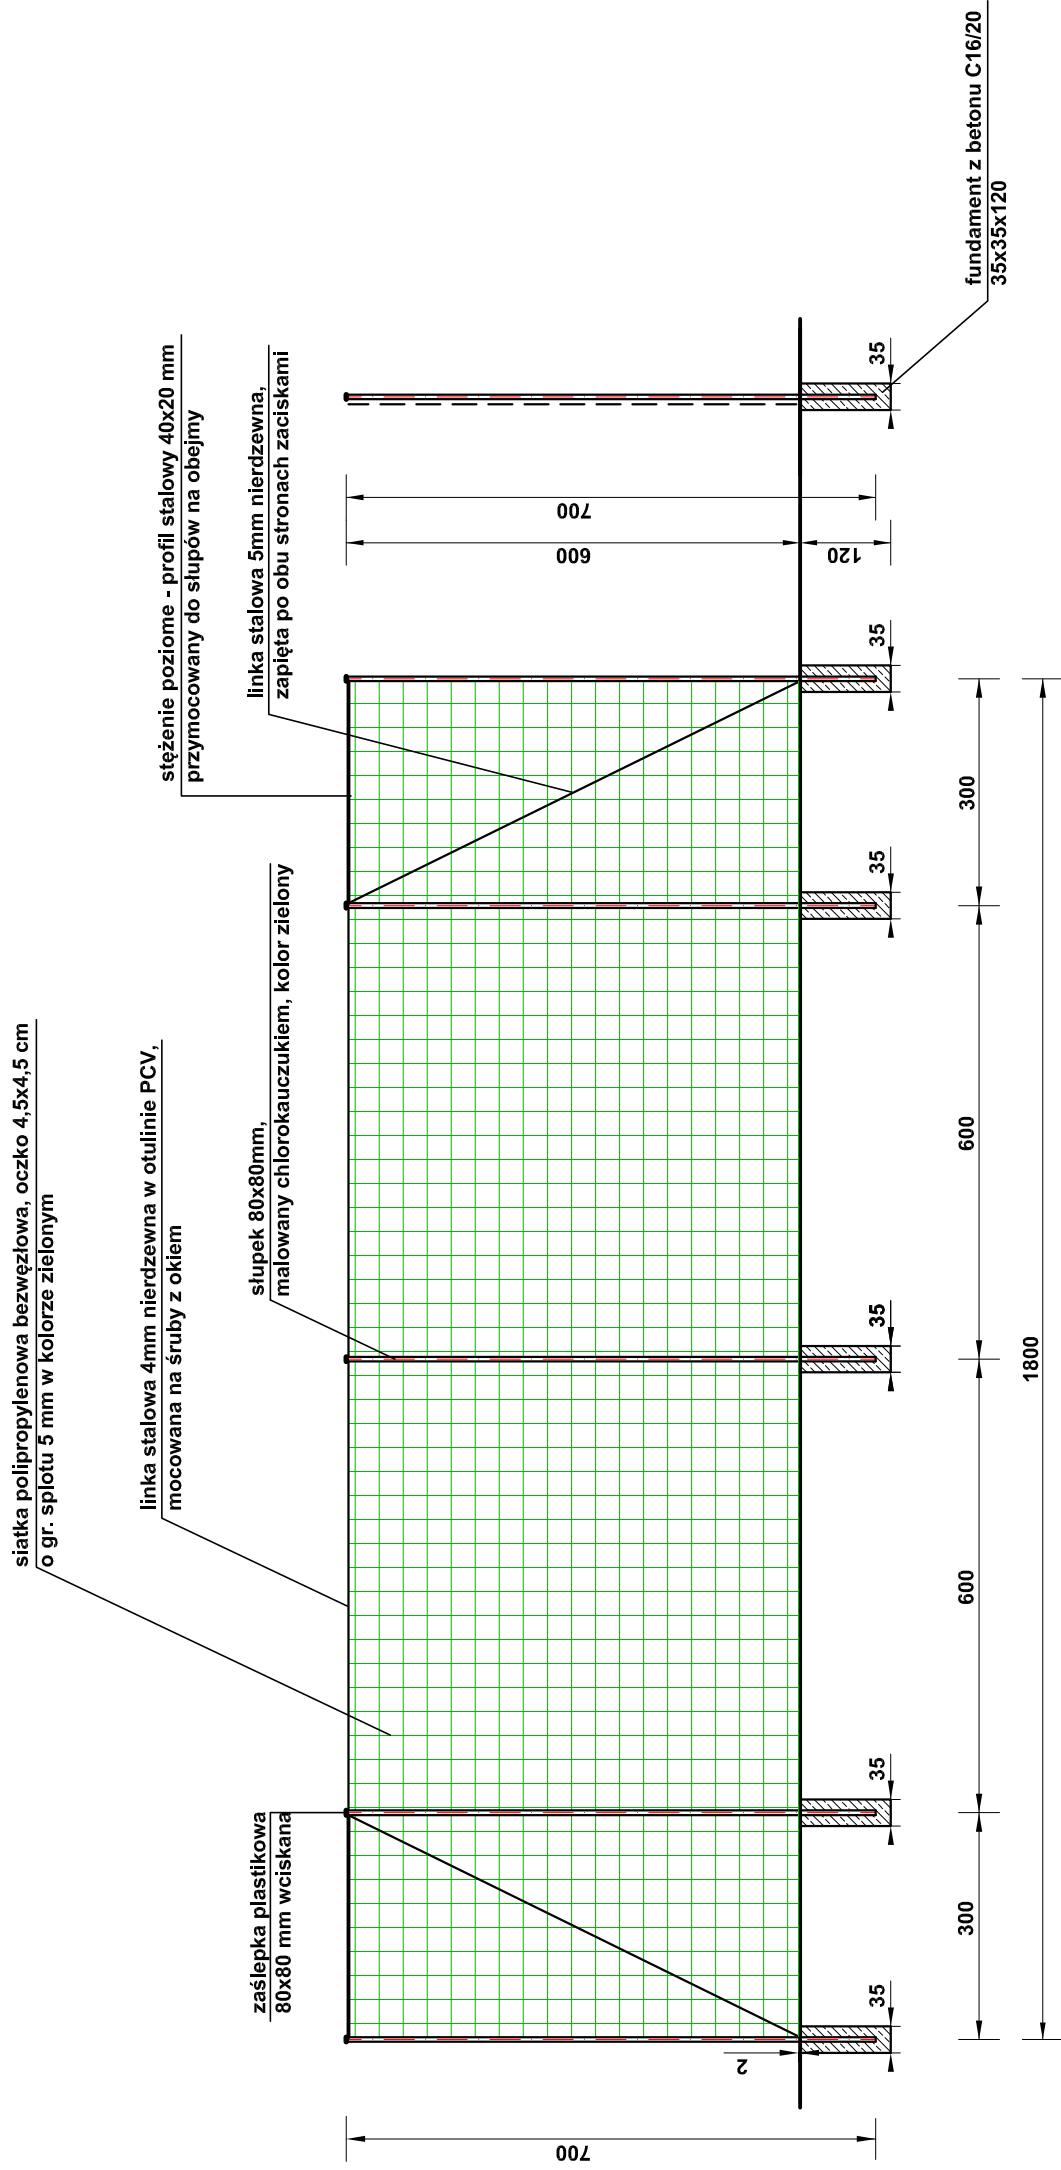 siatka polipropylenowa bezwęzłowa, oczko 4,5x4,5 cm
o gr. splotu 5 mm w kolorze zielonym
linka stalowa 4mm nierdzewna w otulinie PCV,
mocowana na śruby z okiem
stężenie poziome - profil stalowy 40x20 mm
przymocowany do słupów na obejmy
zaślepka plastikowa
80x80 mm wciskana
słupek 80x80mm,
malowany chlorokauczukiem, kolor zielony
linka stalowa 5mm nierdzewna,
zapięta po obu stronach zaciskami
700
2
600
700
120
35
35
35
35
35
35
300
600
600
300
1800
fundament z betonu C16/20
35x35x120